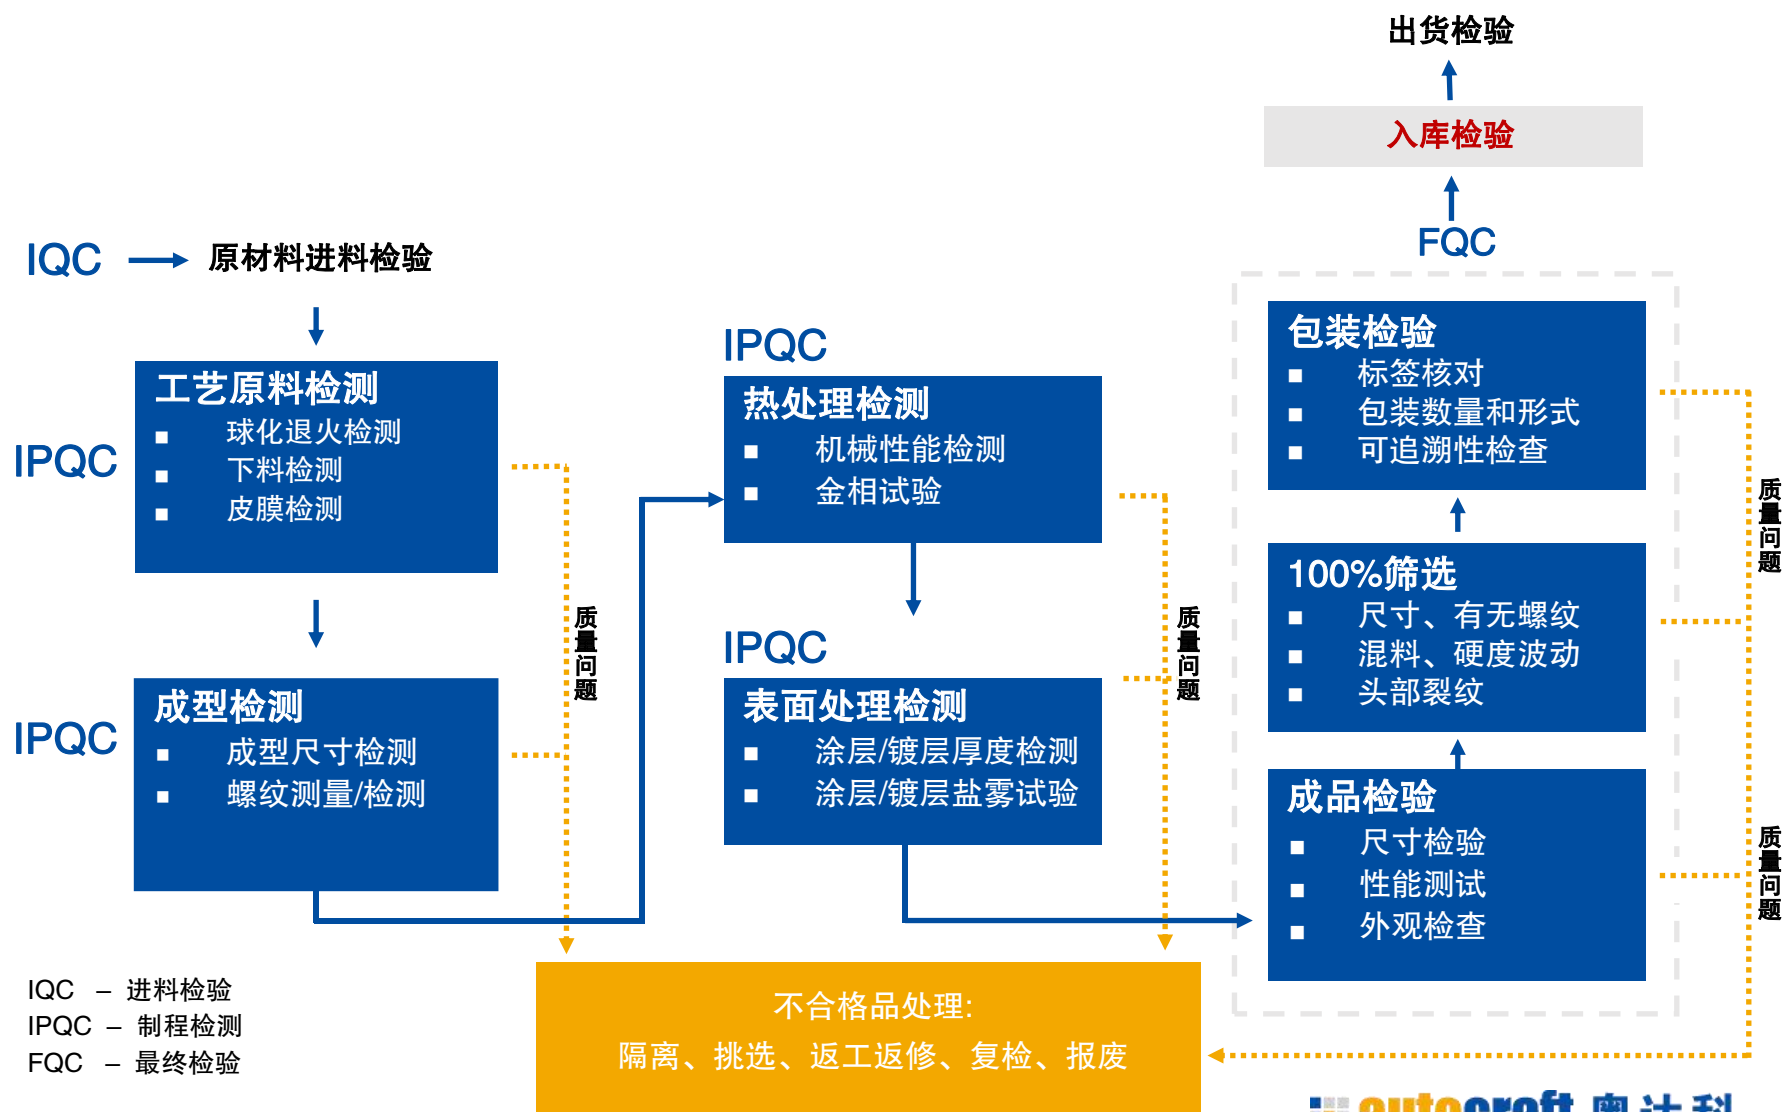 出货检验
入库检验
FQC
IQC
原材料进料检验
IPQC
工艺原料检测
球化退火检测
下料检测
皮膜检测
IPQC
成型检测
成型尺寸检测
螺纹测量/检测
质量问题
IPQC
热处理检测
机械性能检测
金相试验
IPQC
表面处理检测
涂层/镀层厚度检测
涂层/镀层盐雾试验
质量问题
包装检验
标签核对
包装数量和形式
可追溯性检查
100%筛选
尺寸、有无螺纹
混料、硬度波动
头部裂纹
成品检验
尺寸检验
性能测试
外观检查
质量问题
质量问题
不合格品处理:
隔离、挑选、返工返修、复检、报废
IQC – 进料检验
IPQC – 制程检测
FQC – 最终检验
autocraft 奥达科